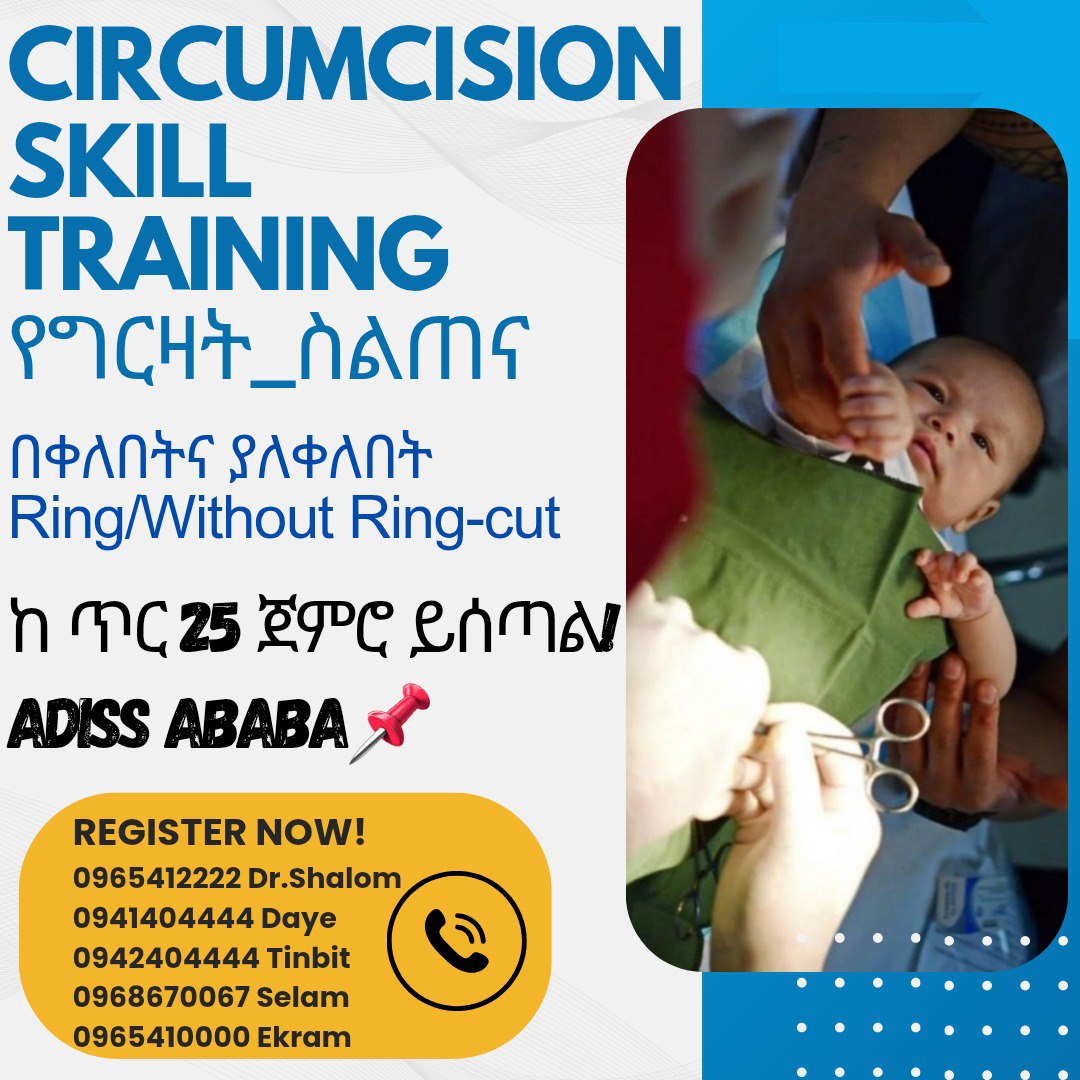 CIRCUMCISION
SKILL
TRAINING
የግርዛት_ስልጠና
በቀለበትና ያለቀለበት
Ring/Without Ring-cut
ከ ጥር 25 ጀምሮ ይሰጣል!
ADISS ABABA
REGISTER NOW!
0965412222 Dr.Shalom
0941404444 Daye
0942404444 Tinbit
0968670067 Selam
0965410000 Ekram